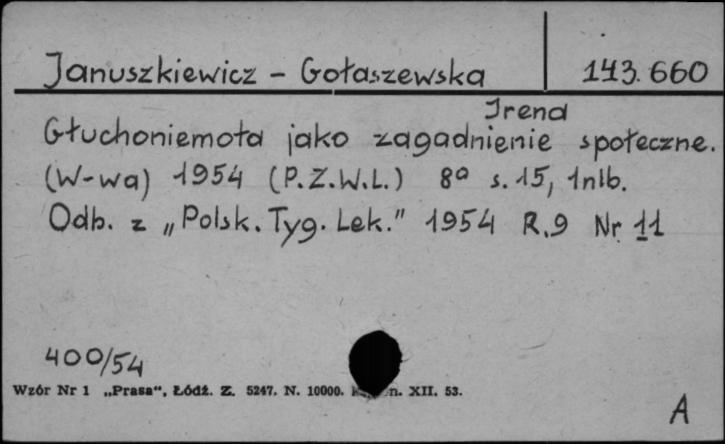 Januszkiewicz - Gołaszewska 143.660
Irena
Głuchoniemota jako zagadnienie społeczne.
(W-wa) 1954 (P.Z.W.L.) 8° s. 15, 1nlb.
Odb. z „Polsk. Tyg. Lek." 1954 R.9 Nr 11
400/54
Wzór Nr 1 „Prasa“, Łódź. Z. 5247. N. 10000. n. XII. 53.
A